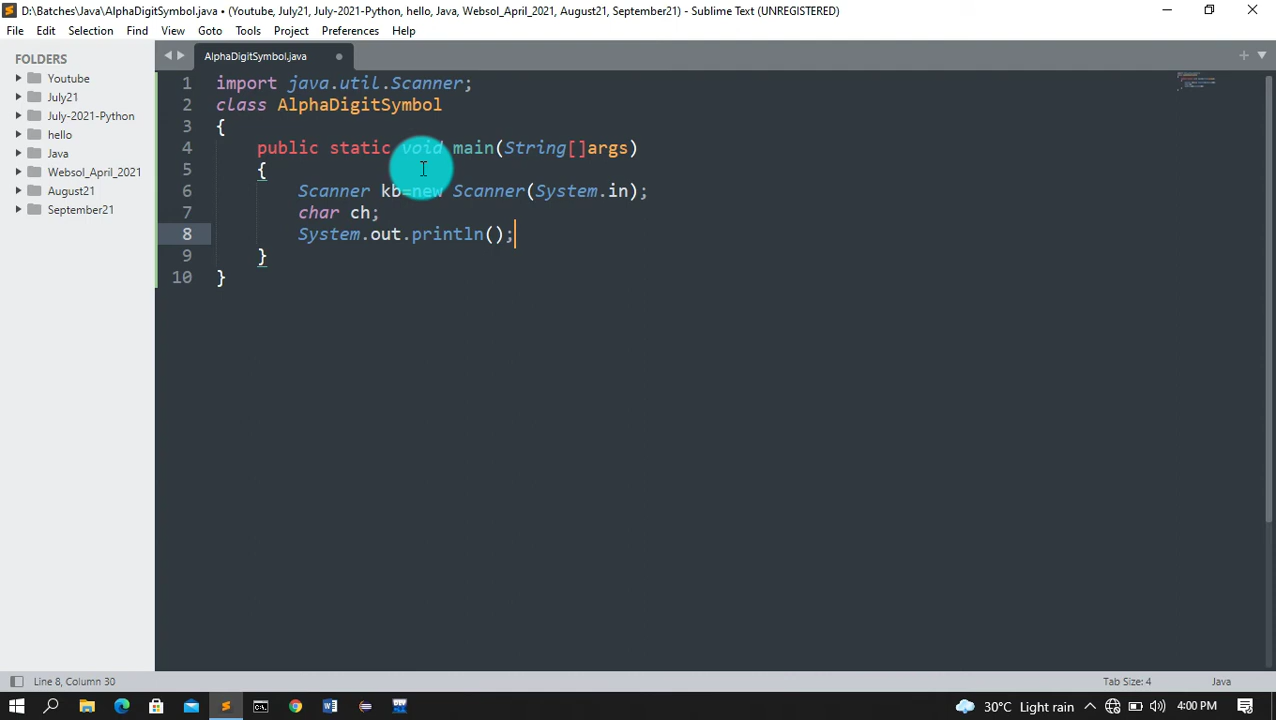 D:\Batches\Java\AlphaDigitSymbol.java • (Youtube, July21, July-2021-Python, hello, Java, Websol_April_2021, August21, September21) - Sublime Text (UNREGISTERED)
File Edit Selection Find View Goto Tools Project Preferences Help
FOLDERS
Youtube
July21
July-2021-Python
hello
Java
Websol_April_2021
August21
September21
AlphaDigitSymbol.java
1 import java.util.Scanner;
2 class AlphaDigitSymbol
3 {
4 public static void main(String[]args)
5 {
6 Scanner kb=new Scanner(System.in);
7 char ch;
8 System.out.println();
9 }
10 }
Line 8, Column 30
Tab Size: 4
Java
30°C Light rain
4:00 PM